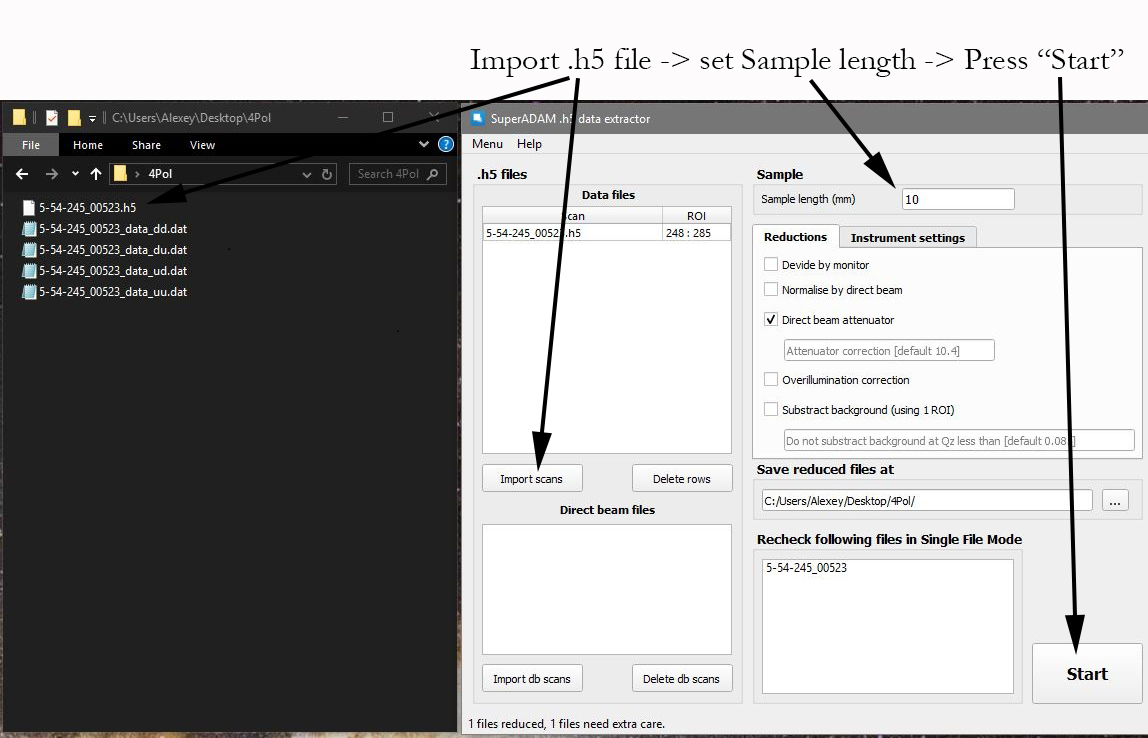 Import .h5 file -> set Sample length -> Press “Start”
C:\Users\Alexey\Desktop\4Pol
File Home Share View
4Pol
Search 4Pol
5-54-245_00523.h5
5-54-245_00523_data_dd.dat
5-54-245_00523_data_du.dat
5-54-245_00523_data_ud.dat
5-54-245_00523_data_uu.dat
SuperADAM .h5 data extractor
Menu Help
.h5 files
Data files
Scan ROI
5-54-245_00523.h5 248 : 285
Import scans Delete rows
Direct beam files
Import db scans Delete db scans
1 files reduced, 1 files need extra care.
Sample
Sample length (mm) 10
Reductions Instrument settings
Devide by monitor
Normalise by direct beam
Direct beam attenuator
Attenuator correction [default 10.4]
Overillumination correction
Substract background (using 1 ROI)
Do not substract background at Qz less than [default
Save reduced files at
C:/Users/Alexey/Desktop/4Pol/ ...
Recheck following files in Single File Mode
5-54-245_00523
Start